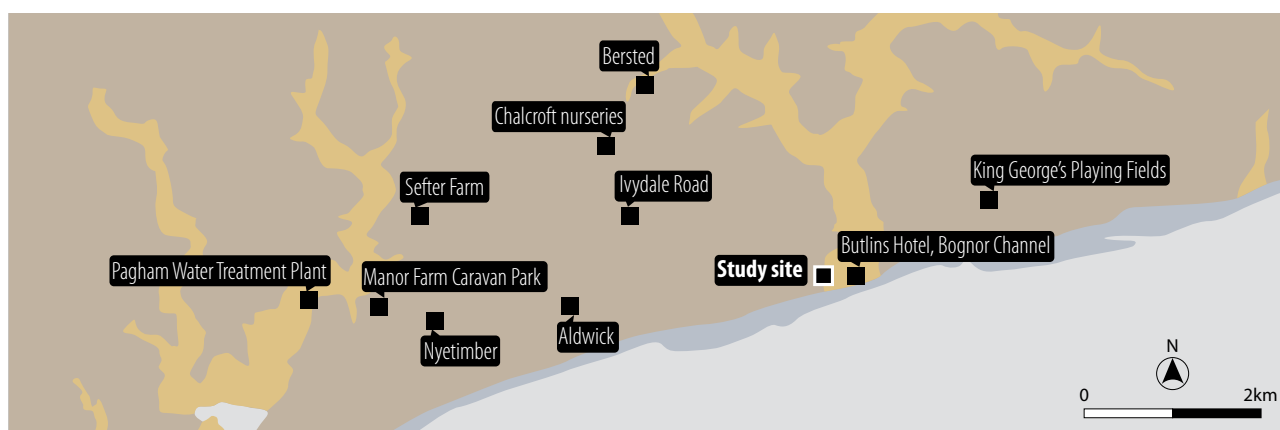 Bersted
Chalcroft nurseries
King George's Playing Fields
Sefter Farm
Ivydale Road
Butlins Hotel, Bognor Channel
Pagham Water Treatment Plant
Manor Farm Caravan Park
Study site
Aldwick
Nyetimber
N
0 2km